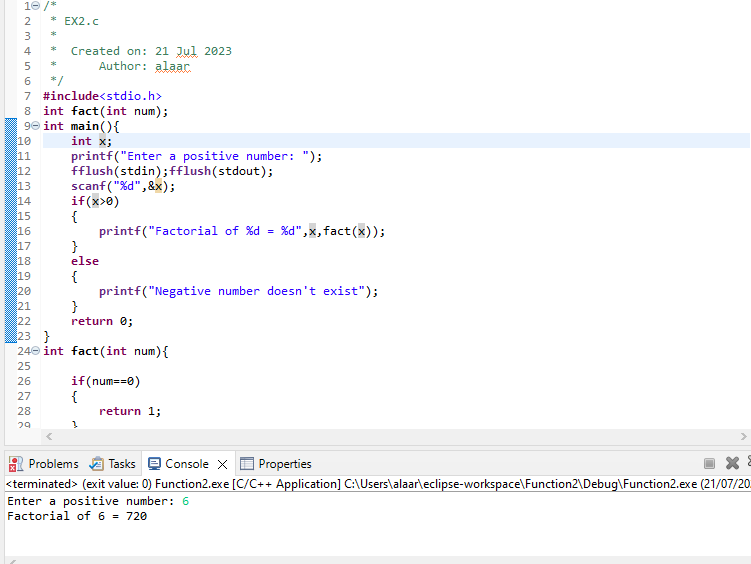 1 /*
2  * EX2.c
3  *
4  *  Created on: 21 Jul 2023
5  *      Author: alaar
6  */
7 #include<stdio.h>
8 int fact(int num);
9 int main(){
10     int x;
11     printf("Enter a positive number: ");
12     fflush(stdin);fflush(stdout);
13     scanf("%d",&x);
14     if(x>0)
15     {
16         printf("Factorial of %d = %d",x,fact(x));
17     }
18     else
19     {
20         printf("Negative number doesn't exist");
21     }
22     return 0;
23 }
24 int fact(int num){
25
26     if(num==0)
27     {
28         return 1;
29     }
Problems Tasks Console Properties
<terminated> (exit value: 0) Function2.exe [C/C++ Application] C:\Users\alaar\eclipse-workspace\Function2\Debug\Function2.exe (21/07/20
Enter a positive number: 6
Factorial of 6 = 720